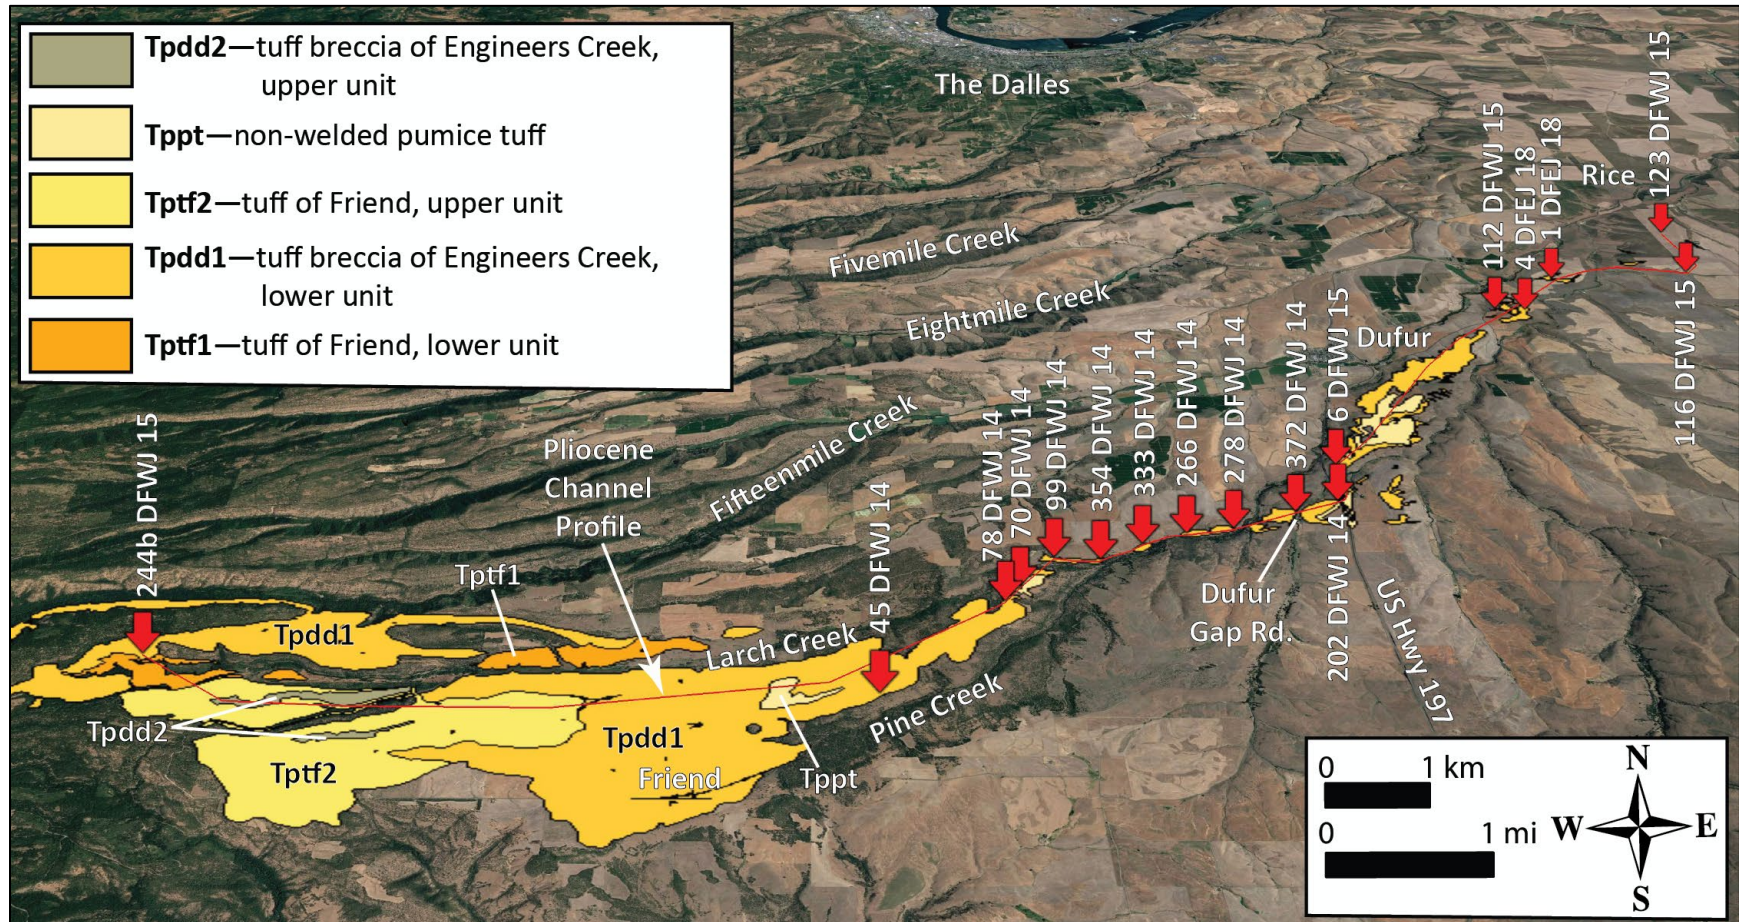 Tpdd2—tuff breccia of Engineers Creek,
upper unit
Tppt—non-welded pumice tuff
Tptf2—tuff of Friend, upper unit
Tpdd1—tuff breccia of Engineers Creek,
lower unit
Tptf1—tuff of Friend, lower unit
The Dalles
Rice
123 DFWJ 15
112 DFWJ 15
4 DFEJ 18
1 DFEJ 18
116 DFWJ 15
Fivemile Creek
Eightmile Creek
Fifteenmile Creek
Dufur
244b DFWJ 15
Pliocene
Channel
Profile
45 DFWJ 14
78 DFWJ 14
70 DFWJ 14
99 DFWJ 14
354 DFWJ 14
333 DFWJ 14
266 DFWJ 14
278 DFWJ 14
372 DFWJ 14
6 DFWJ 15
202 DFWJ 14
Dufur
Gap Rd.
US Hwy 197
Tptf1
Tpdd1
Larch Creek
Pine Creek
Tpdd2
Tptf2
Tpdd1
Friend
Tppt
0 1 km
0 1 mi
N
W E
S